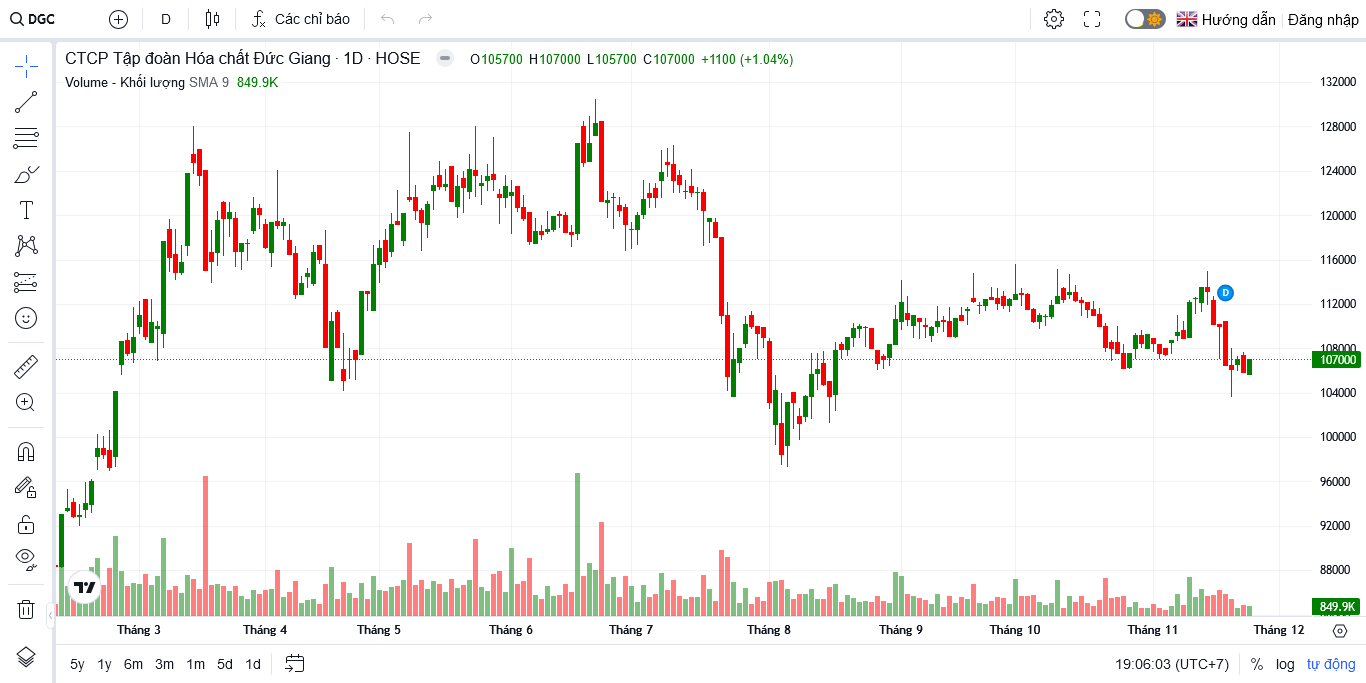 DGC D Các chỉ báo Hướng dẫn Đăng nhập
CTCP Tập đoàn Hóa chất Đức Giang · 1D · HOSE O105700 H107000 L105700 C107000 +1100 (+1.04%)
Volume - Khối lượng SMA 9 849.9K
132000
128000
124000
120000
116000
112000
D
108000
107000
104000
100000
96000
92000
88000
849.9K
Tháng 3 Tháng 4 Tháng 5 Tháng 6 Tháng 7 Tháng 8 Tháng 9 Tháng 10 Tháng 11 Tháng 12
5y 1y 6m 3m 1m 5d 1d 19:06:03 (UTC+7) % log tự động